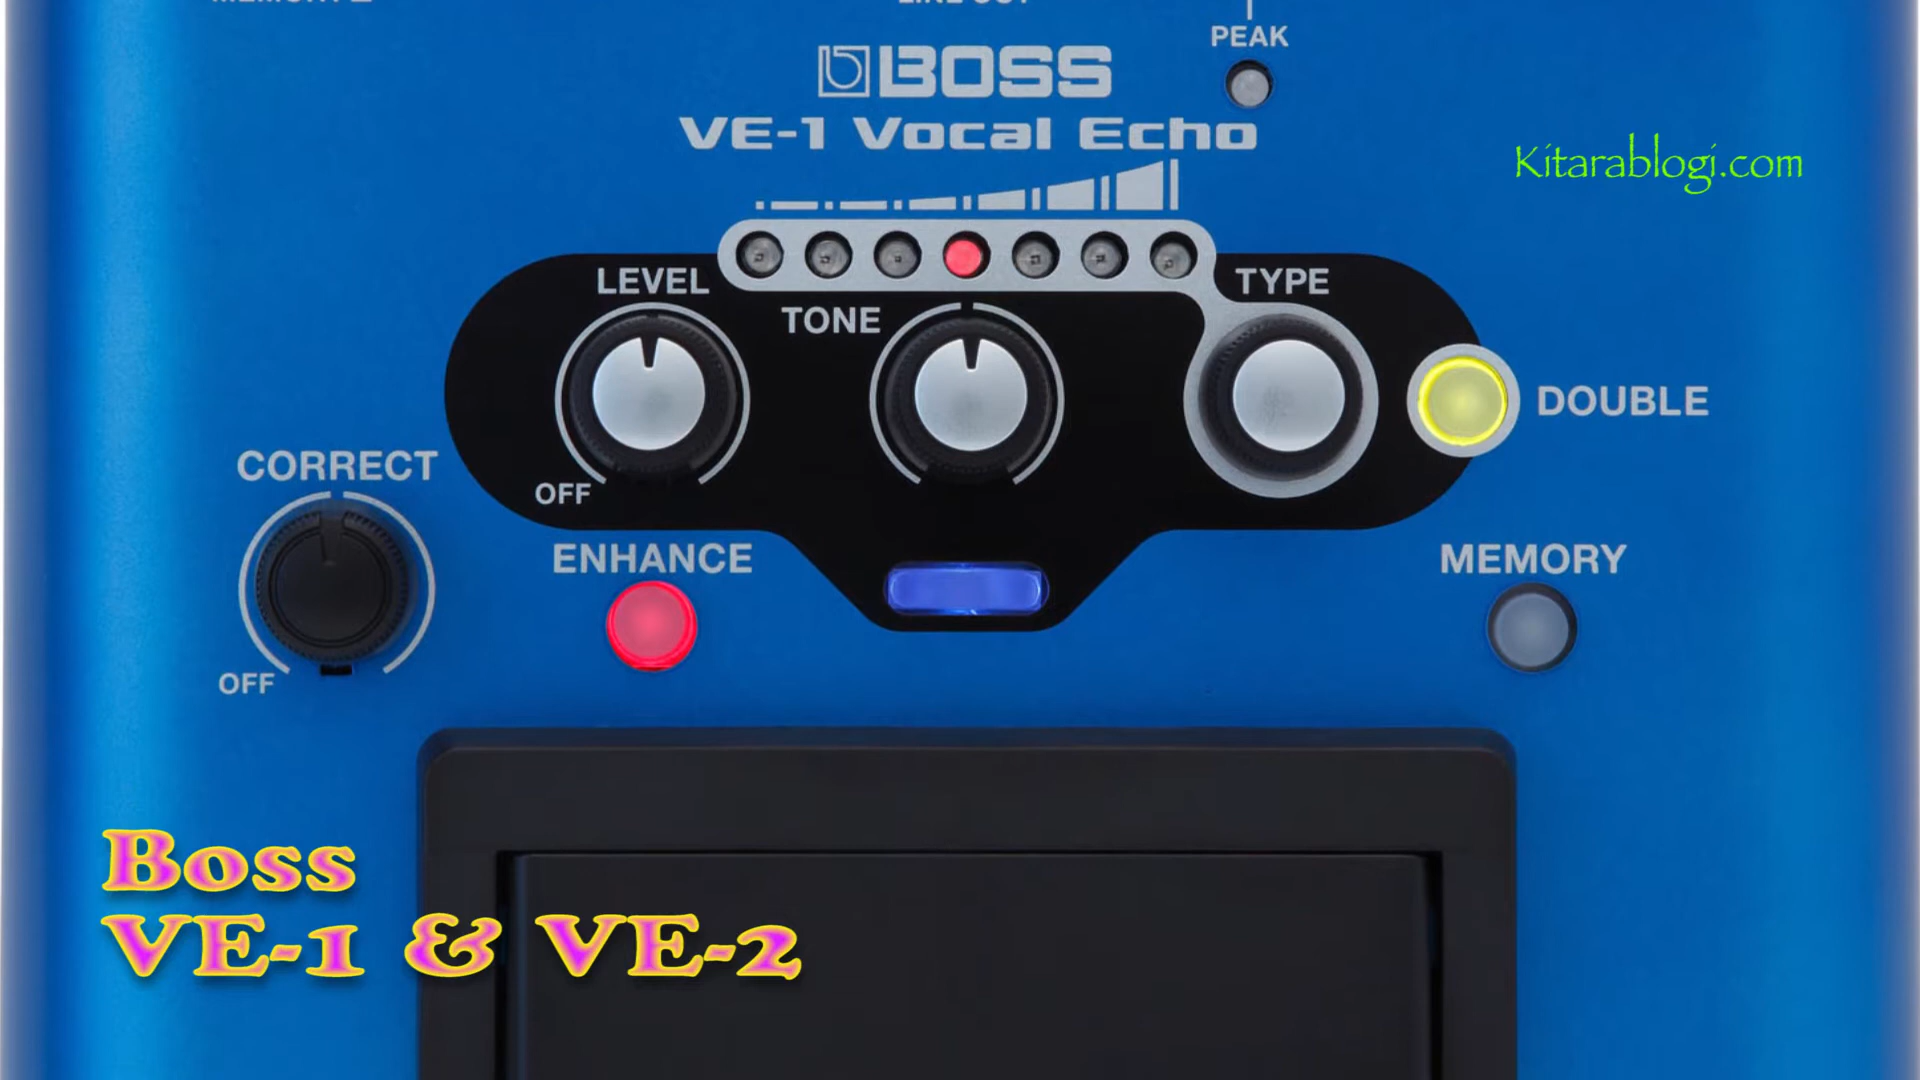 PEAK
BOSS
VE-1 Vocal Echo
Kitarablogi.com
LEVEL
TONE
TYPE
DOUBLE
OFF
CORRECT
ENHANCE
MEMORY
OFF
Boss
VE-1 & VE-2